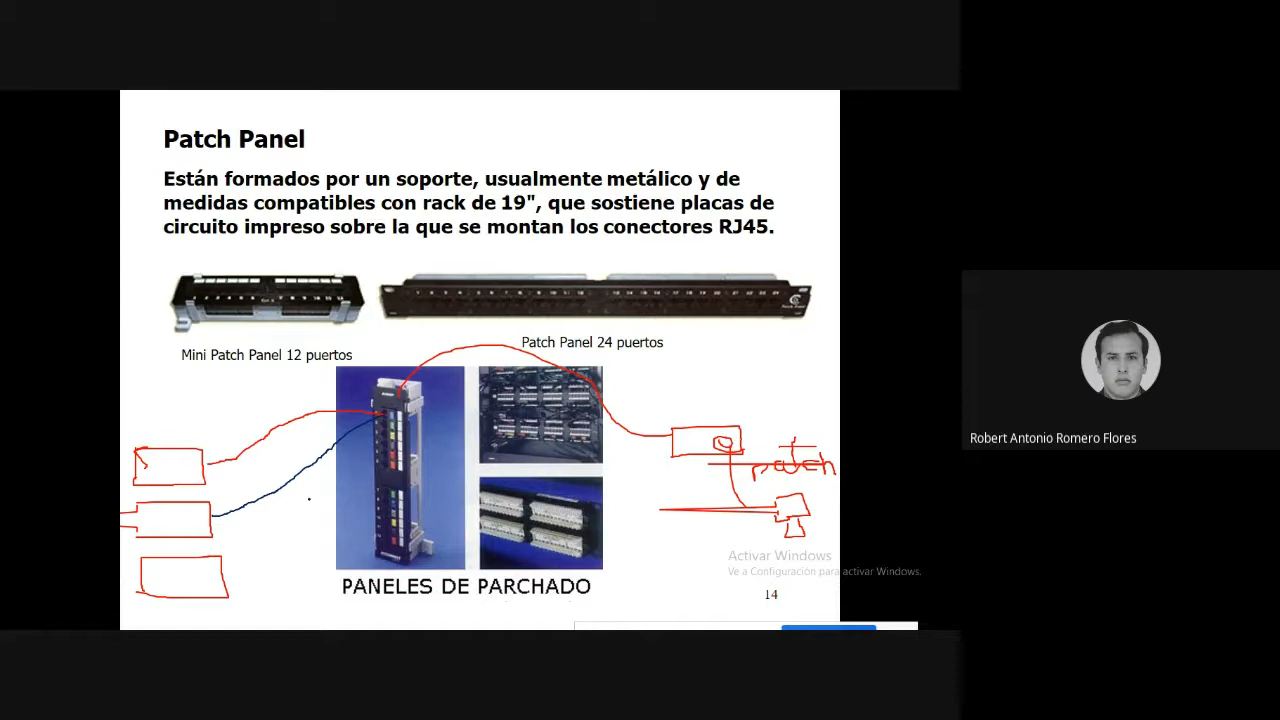 Patch Panel
Están formados por un soporte, usualmente metálico y de
medidas compatibles con rack de 19", que sostiene placas de
circuito impreso sobre la que se montan los conectores RJ45.
Mini Patch Panel 12 puertos
Patch Panel 24 puertos
patch
Robert Antonio Romero Flores
Activar Windows
Ve a Configuración para activar Windows.
PANELES DE PARCHADO
14